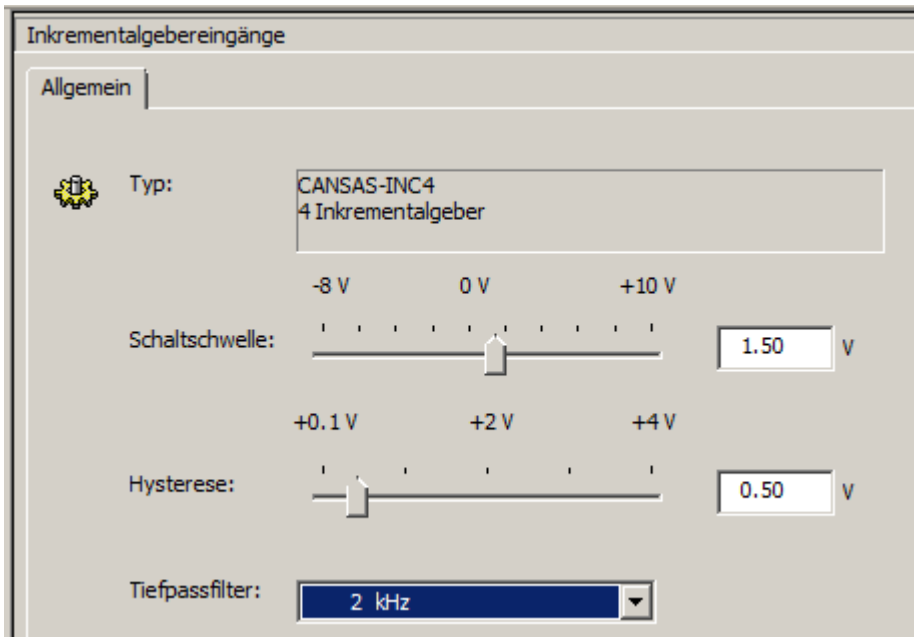 Inkrementalgebereingänge
Allgemein
Typ:
CANSAS-INC4
4 Inkrementalgeber
-8 V 0 V +10 V
Schaltschwelle: 1.50 V
+0.1 V +2 V +4 V
Hysterese: 0.50 V
Tiefpassfilter: 2 kHz